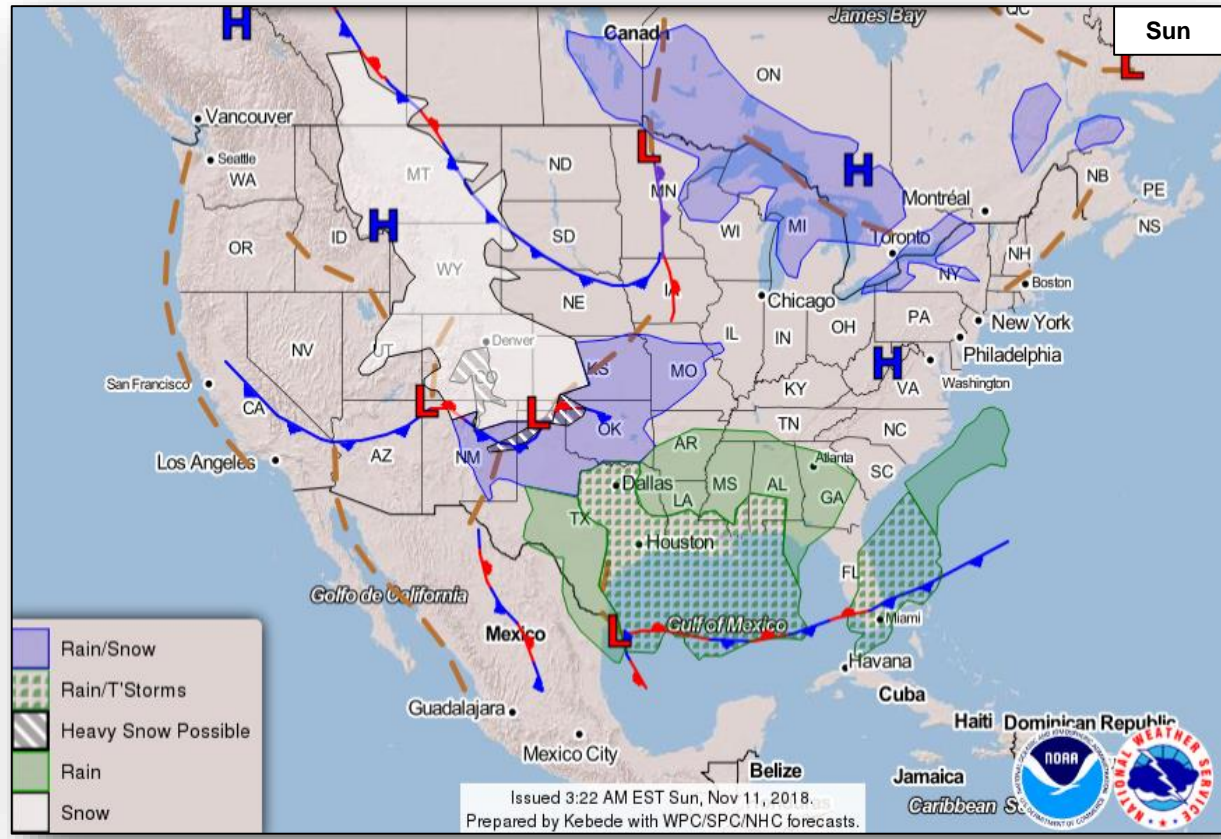 James Bay
QC
Sun
Canada
H
L
ON
Vancouver
Seattle
WA
MT
ND
L
MN
H
Montréal
NB
PE
NS
OR
ID
H
SD
WI
MI
Toronto
WY
NH
NY
Boston
NE
IA
Chicago
PA
New York
NV
UT
Denver
IL
IN
OH
Philadelphia
San Francisco
CO
KS
MO
H
KY
VA
Washington
CA
L
L
OK
TN
NC
Los Angeles
AZ
NM
AR
Atlanta
SC
Dallas
LA
MS
AL
GA
TX
Houston
FL
Golfo de California
Mexico
L
Gulf of Mexico
Miami
Havana
Guadalajara
Cuba
Mexico City
Haiti
Dominican Republic
Belize
Jamaica
Caribbean
Rain/Snow
Rain/T'Storms
Heavy Snow Possible
Rain
Snow
Issued 3:22 AM EST Sun, Nov 11, 2018.
Prepared by Kebede with WPC/SPC/NHC forecasts.
NOAA
NATIONAL WEATHER SERVICE